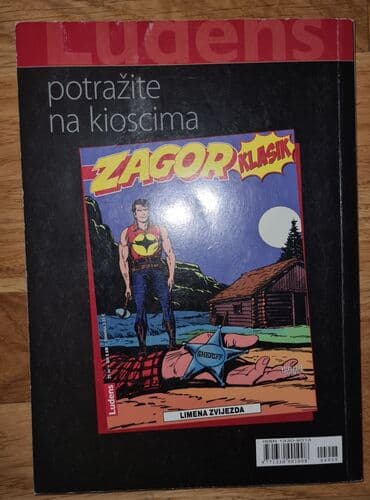 Ludens
potražite
na kioscima
ZAGOR
KLASIK
SHERIFF
Ludens
LIMENA ZVIJEZDA